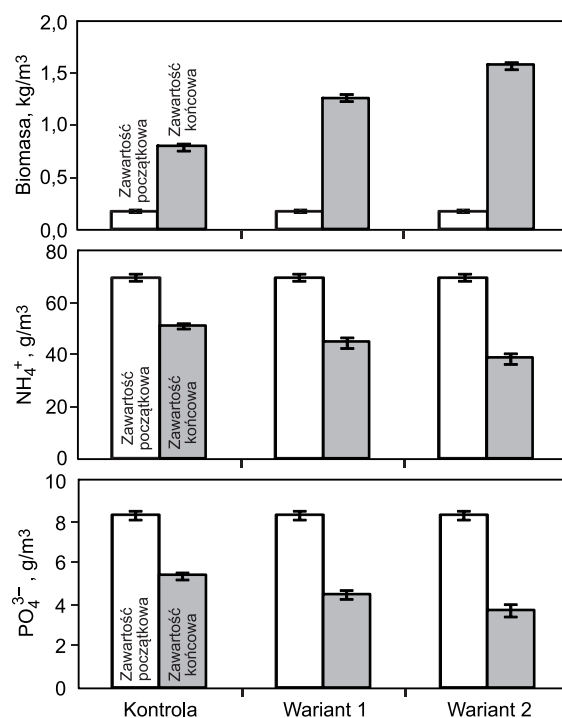 Biomasa, kg/m³
2,0
1,5
1,0
0,5
0,0
Zawartość
początkowa
Zawartość
końcowa
NH₄⁺, g/m³
80
60
40
20
0
Zawartość
początkowa
Zawartość
końcowa
PO₄³⁻, g/m³
10
8
6
4
2
0
Zawartość
początkowa
Zawartość
końcowa
Kontrola
Wariant 1
Wariant 2